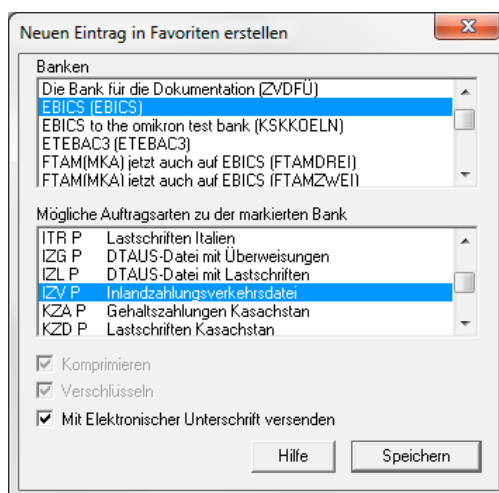 Neuen Eintrag in Favoriten erstellen
Banken
Die Bank für die Dokumentation (ZVDFÜ)
EBICS (EBICS)
EBICS to the omikron test bank (KSKKOELN)
ETEBAC3 (ETEBAC3)
FTAM(MKA) jetzt auch auf EBICS (FTAMDREI)
FTAM(MKA) jetzt auch auf EBICS (FTAMZWEI)
Mögliche Auftragsarten zu der markierten Bank
ITR P Lastschriften Italien
IZG P DTAUS-Datei mit Überweisungen
IZL P DTAUS-Datei mit Lastschriften
IZV P Inlandzahlungsverkehrsdatei
KZA P Gehaltszahlungen Kasachstan
KZD P Lastschriften Kasachstan
Komprimieren
Verschlüsseln
Mit Elektronischer Unterschrift versenden
Hilfe Speichern